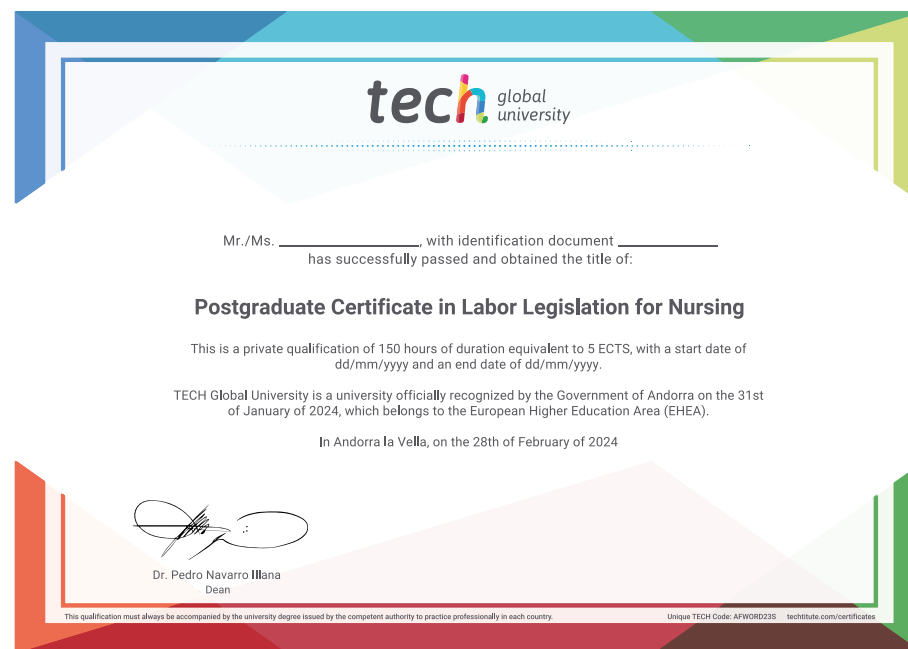 tech global university
Mr./Ms. ________________, with identification document ____________
has successfully passed and obtained the title of:
Postgraduate Certificate in Labor Legislation for Nursing
This is a private qualification of 150 hours of duration equivalent to 5 ECTS, with a start date of
dd/mm/yyyy and an end date of dd/mm/yyyy.
TECH Global University is a university officially recognized by the Government of Andorra on the 31st
of January of 2024, which belongs to the European Higher Education Area (EHEA).
In Andorra la Vella, on the 28th of February of 2024
Dr. Pedro Navarro Illana
Dean
This qualification must always be accompanied by the university degree issued by the competent authority to practice professionally in each country. Unique TECH Code: AFWORD23S techtitute.com/certificates